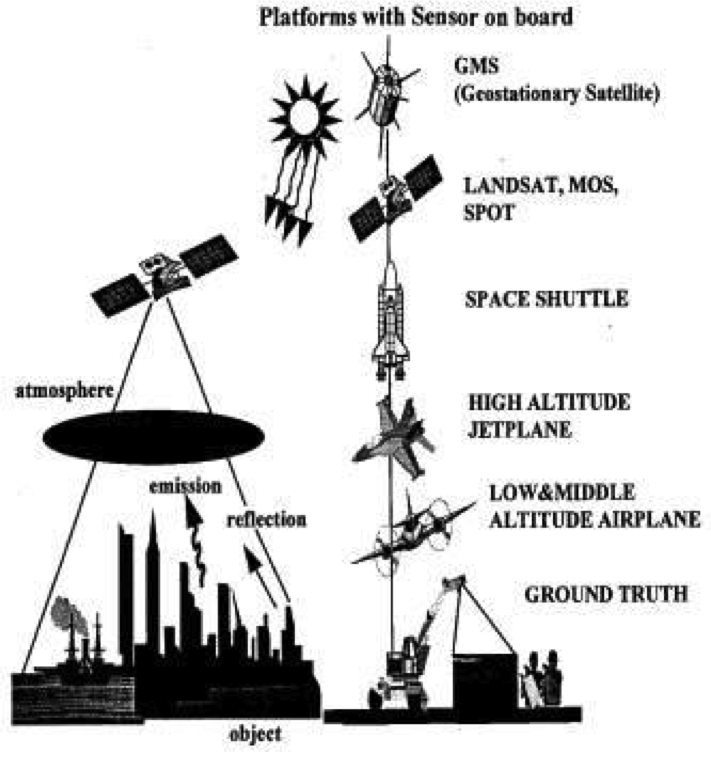 Platforms with Sensor on board
GMS
(Geostationary Satellite)
LANDSAT, MOS,
SPOT
SPACE SHUTTLE
HIGH ALTITUDE
JETPLANE
LOW&MIDDLE
ALTITUDE AIRPLANE
GROUND TRUTH
atmosphere
emission
reflection
object